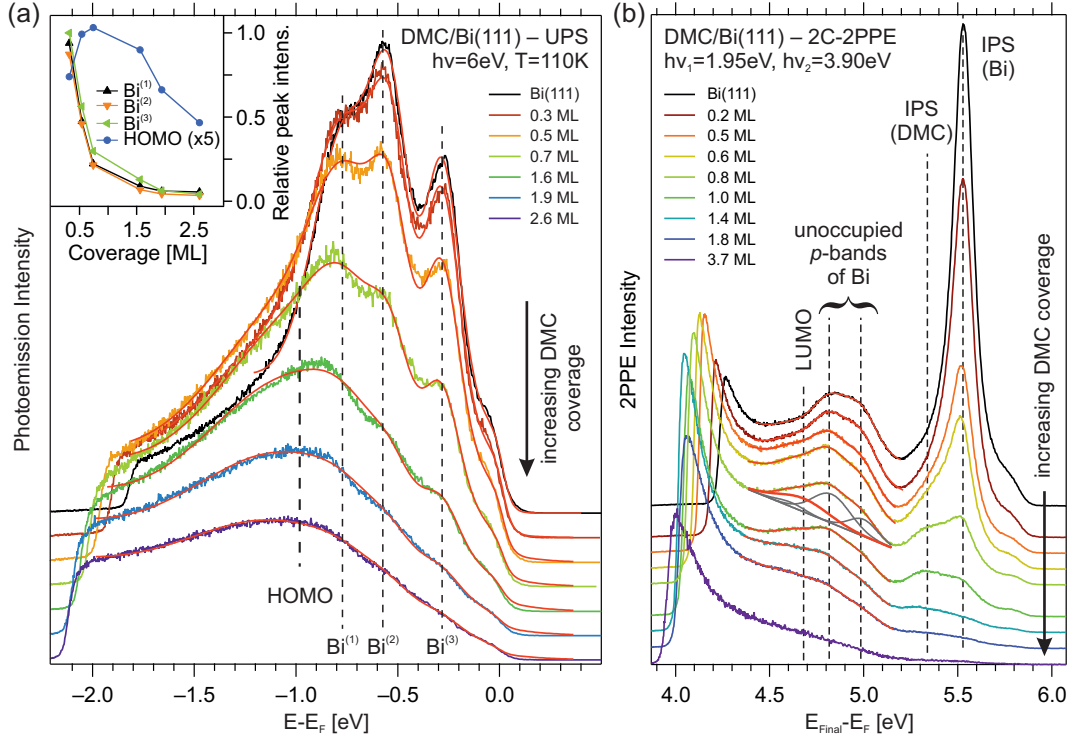 (a)
DMC/Bi(111) – UPS
hν=6eV, T=110K
Bi(111)
0.3 ML
0.5 ML
0.7 ML
1.6 ML
1.9 ML
2.6 ML
Bi(1)
Bi(2)
Bi(3)
HOMO (x5)
1.0
0.5
0.0
Relative peak intens.
0.5 1.5 2.5
Coverage [ML]
increasing DMC
coverage
HOMO
Bi(1) Bi(2) Bi(3)
Photoemission Intensity
−2.0 −1.0 −0.5 0.0
E-EF [eV]
(b)
DMC/Bi(111) – 2C-2PPE
hν1=1.95eV, hν2=3.90eV
Bi(111)
0.2 ML
0.5 ML
0.6 ML
0.8 ML
1.0 ML
1.4 ML
1.8 ML
3.7 ML
IPS
(Bi)
IPS
(DMC)
unoccupied
p-bands
of Bi
LUMO
increasing DMC coverage
2PPE Intensity
4.0 4.5 5.0 5.5 6.0
EFinal-EF [eV]